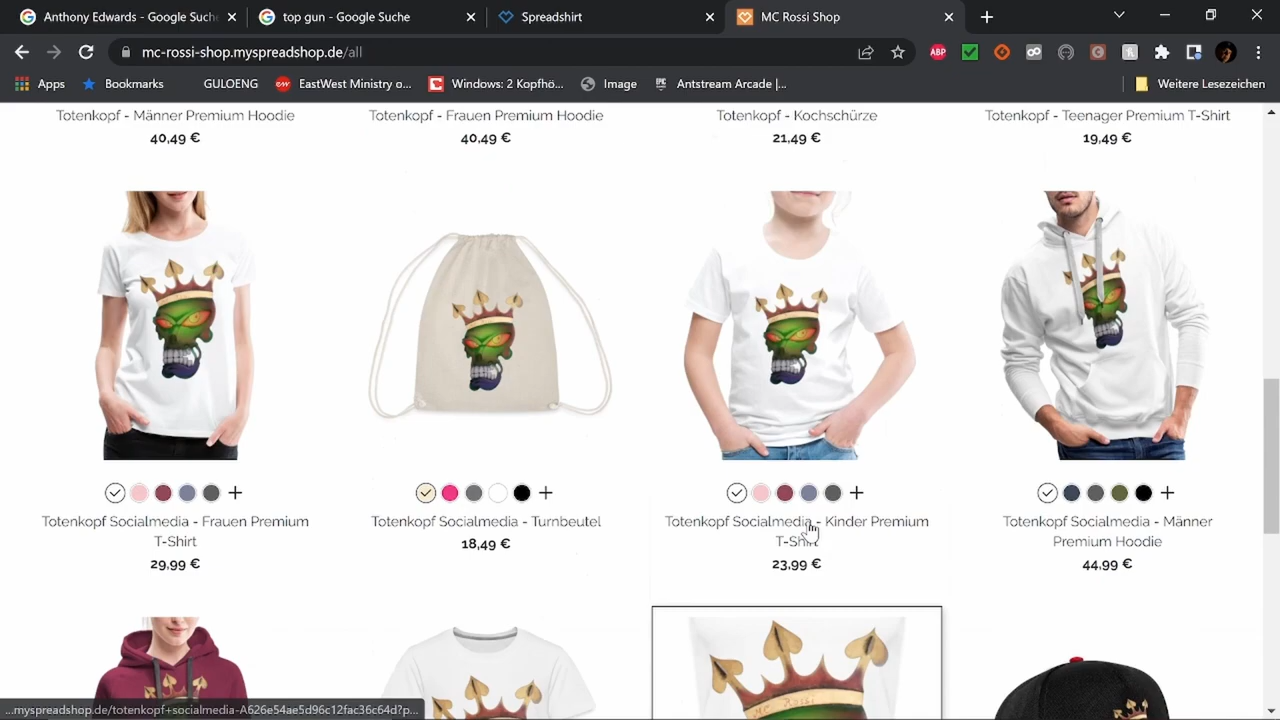 Anthony Edwards - Google Suche
top gun - Google Suche
Spreadshirt
MC Rossi Shop
mc-rossi-shop.myspreadshop.de/all
ABP
Apps
Bookmarks
GULOENG
EastWest Ministry o...
Windows: 2 Kopfhö...
Image
Antstream Arcade |...
Weitere Lesezeichen
Totenkopf - Männer Premium Hoodie
40,49 €
Totenkopf - Frauen Premium Hoodie
40,49 €
Totenkopf - Kochschürze
21,49 €
Totenkopf - Teenager Premium T-Shirt
19,49 €
Totenkopf Socialmedia - Frauen Premium
T-Shirt
29,99 €
Totenkopf Socialmedia - Turnbeutel
18,49 €
Totenkopf Socialmedia - Kinder Premium
T-Shirt
23,99 €
Totenkopf Socialmedia - Männer
Premium Hoodie
44,99 €
MC Rossi
...myspreadshop.de/totenkopf+socialmedia-A626e54ae5d96c12fac36c64d?p...